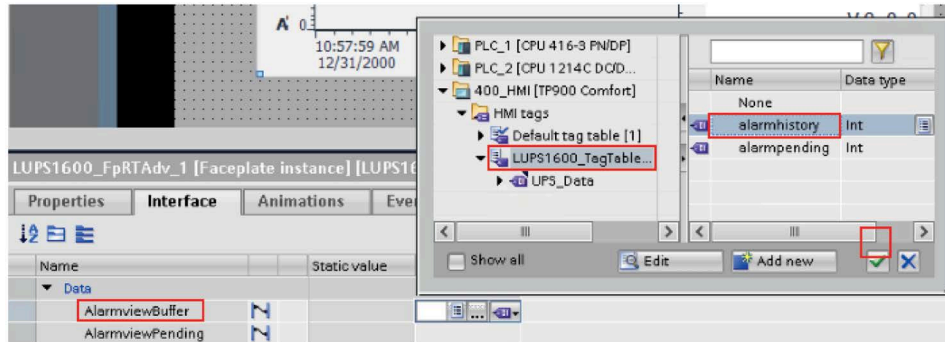 A' 0.
10:57:59 AM
12/31/2000
PLC_1 [CPU 416-3 PN/DP]
PLC_2 [CPU 1214C DC/D...
400_HMI [TP900 Comfort]
HMI tags
Default tag table [1]
LUPS1600_TagTable...
UPS_Data
Show all
Edit
Name Data type
None
alarmhistory Int
alarmpending Int
Add new
LUPS1600_FpRTAdv_1 [Faceplate instance] [LUPS16
Properties Interface Animations Eve
Name Static value
Data
AlarmviewBuffer
AlarmviewPending